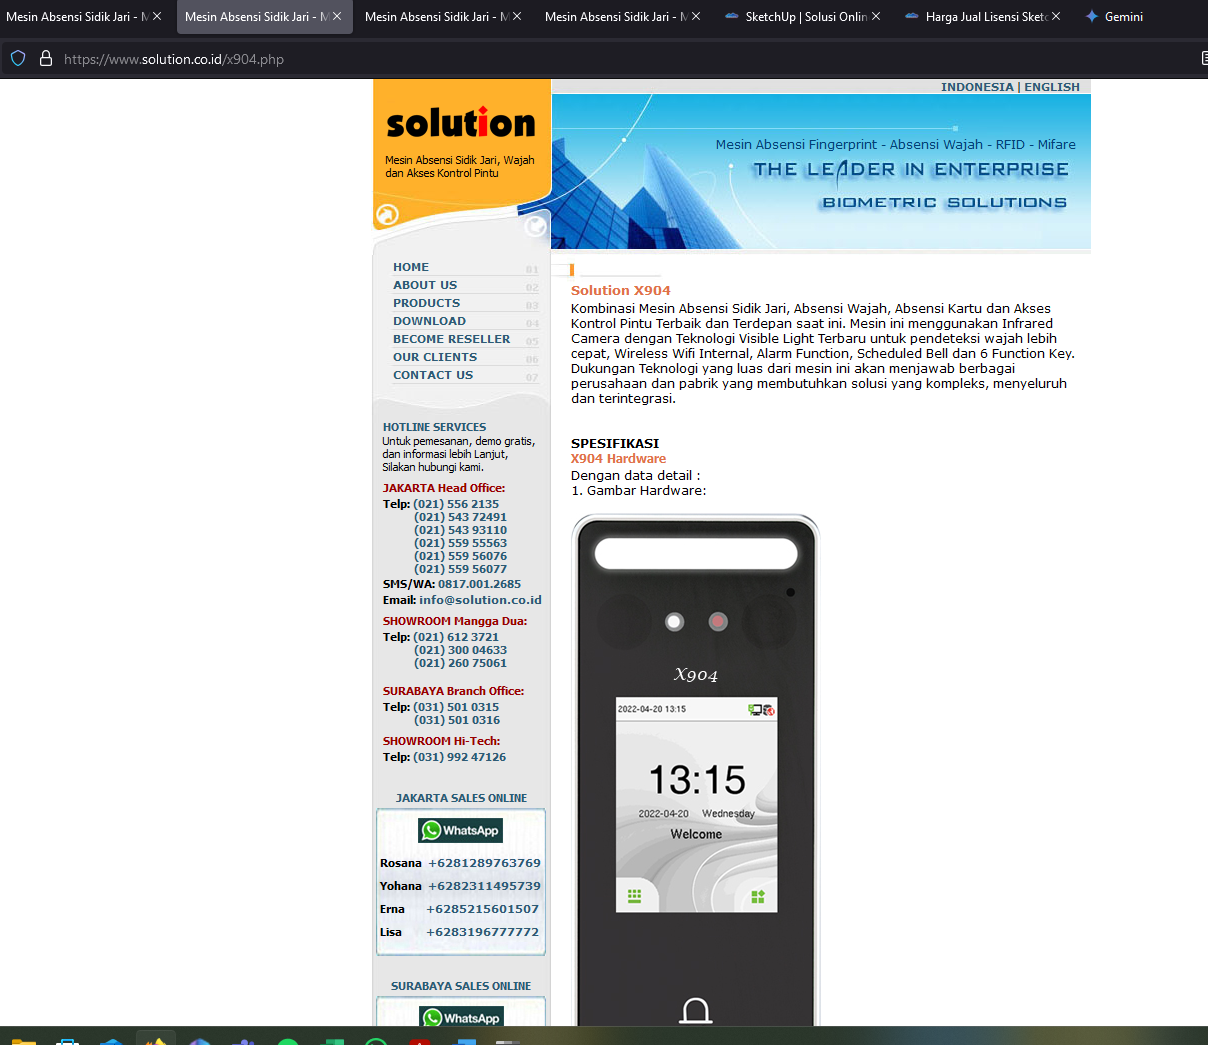 Mesin Absensi Sidik Jari - M
Mesin Absensi Sidik Jari - M
Mesin Absensi Sidik Jari - M
Mesin Absensi Sidik Jari - M
SketchUp | Solusi Onlin
Harga Jual Lisensi Sketc
Gemini
https://www.solution.co.id/x904.php
INDONESIA | ENGLISH
solution
Mesin Absensi Sidik Jari, Wajah
dan Akses Kontrol Pintu
Mesin Absensi Fingerprint - Absensi Wajah - RFID - Mifare
THE LEADER IN ENTERPRISE
BIOMETRIC SOLUTIONS
HOME 01
ABOUT US 02
PRODUCTS 03
DOWNLOAD 04
BECOME RESELLER 05
OUR CLIENTS 06
CONTACT US 07
HOTLINE SERVICES
Untuk pemesanan, demo gratis,
dan informasi lebih Lanjut,
Silakan hubungi kami.
JAKARTA Head Office:
Telp: (021) 556 2135
(021) 543 72491
(021) 543 93110
(021) 559 55563
(021) 559 56076
(021) 559 56077
SMS/WA: 0817.001.2685
Email: info@solution.co.id
SHOWROOM Mangga Dua:
Telp: (021) 612 3721
(021) 300 04633
(021) 260 75061
SURABAYA Branch Office:
Telp: (031) 501 0315
(031) 501 0316
SHOWROOM Hi-Tech:
Telp: (031) 992 47126
JAKARTA SALES ONLINE
WhatsApp
Rosana +6281289763769
Yohana +6282311495739
Erna +6285215601507
Lisa +6283196777772
SURABAYA SALES ONLINE
WhatsApp
Solution X904
Kombinasi Mesin Absensi Sidik Jari, Absensi Wajah, Absensi Kartu dan Akses
Kontrol Pintu Terbaik dan Terdepan saat ini. Mesin ini menggunakan Infrared
Camera dengan Teknologi Visible Light Terbaru untuk pendeteksi wajah lebih
cepat, Wireless Wifi Internal, Alarm Function, Scheduled Bell dan 6 Function Key.
Dukungan Teknologi yang luas dari mesin ini akan menjawab berbagai
perusahaan dan pabrik yang membutuhkan solusi yang kompleks, menyeluruh
dan terintegrasi.
SPESIFIKASI
X904 Hardware
Dengan data detail :
1. Gambar Hardware:
X904
2022-04-20 13:15
13:15
2022-04-20 Wednesday
Welcome